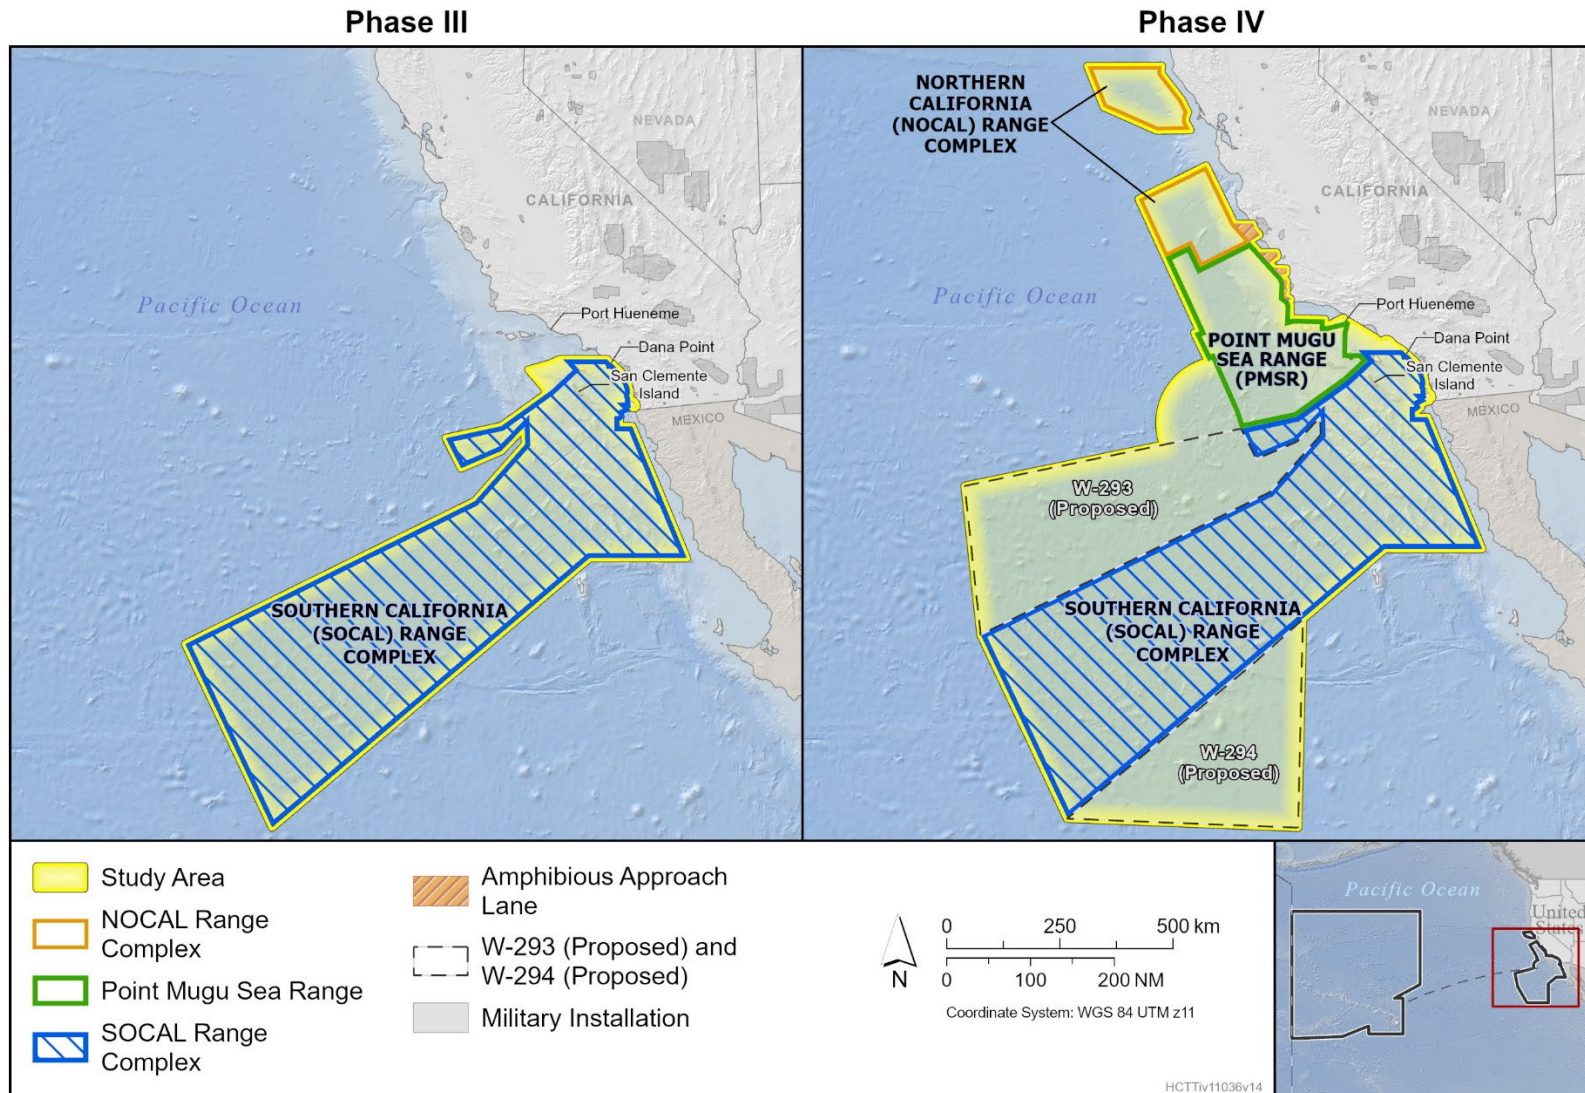 Phase III
Phase IV
NEVADA
CALIFORNIA
Pacific Ocean
Port Hueneme
Dana Point
San Clemente
Island
MEXICO
SOUTHERN CALIFORNIA
(SOCAL) RANGE
COMPLEX
NORTHERN
CALIFORNIA
(NOCAL) RANGE
COMPLEX
NEVADA
CALIFORNIA
Pacific Ocean
Port Hueneme
POINT MUGU
SEA RANGE
(PMSR)
Dana Point
San Clemente
Island
MEXICO
W-293
(Proposed)
SOUTHERN CALIFORNIA
(SOCAL) RANGE
COMPLEX
W-294
(Proposed)
Study Area
NOCAL Range
Complex
Point Mugu Sea Range
SOCAL Range
Complex
Amphibious Approach
Lane
W-293 (Proposed) and
W-294 (Proposed)
Military Installation
N
0 250 500 km
0 100 200 NM
Coordinate System: WGS 84 UTM z11
HCTTiv11036v14
Pacific Ocean
United
States